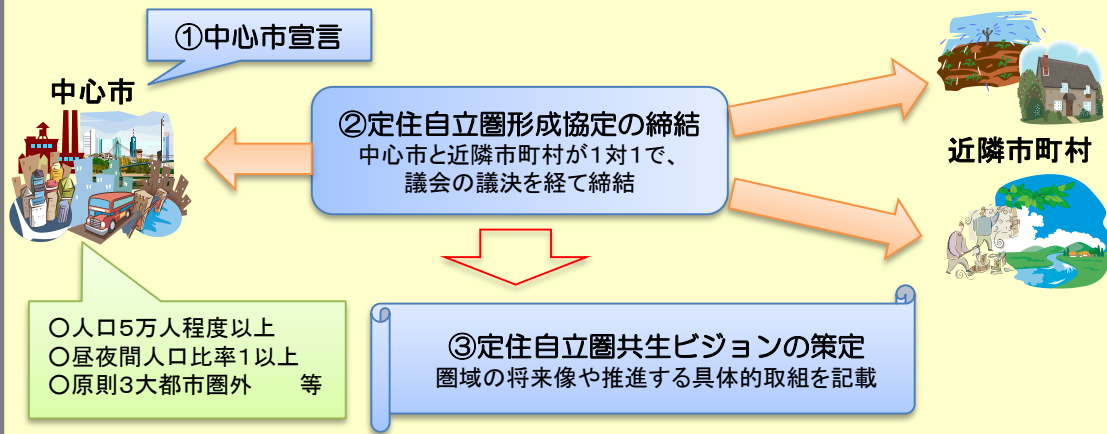 ①中心市宣言
中心市
②定住自立圏形成協定の締結
中心市と近隣市町村が1対1で、
議会の議決を経て締結
近隣市町村
〇人口5万人程度以上
〇昼夜間人口比率1以上
〇原則3大都市圏外　　等
③定住自立圏共生ビジョンの策定
圏域の将来像や推進する具体的取組を記載